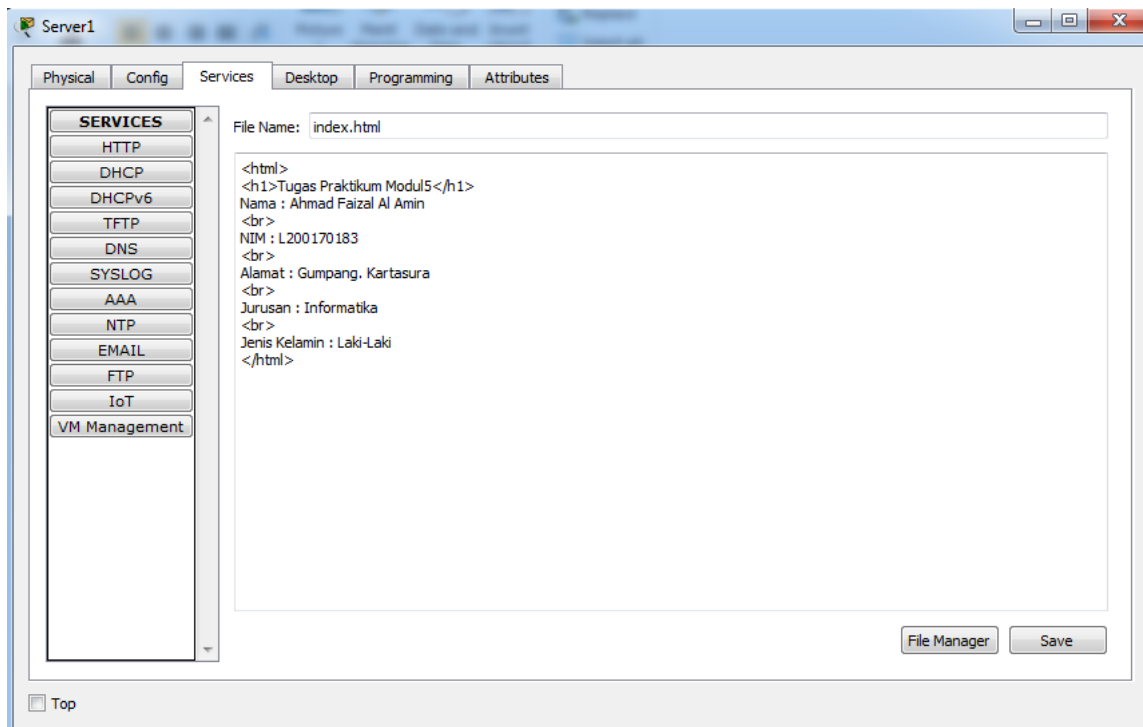 Server1
Physical Config Services Desktop Programming Attributes
SERVICES
HTTP
DHCP
DHCPv6
TFTP
DNS
SYSLOG
AAA
NTP
EMAIL
FTP
IoT
VM Management
File Name: index.html
<html>
<h1>Tugas Praktikum Modul5</h1>
Nama : Ahmad Faizal Al Amin
<br>
NIM : L200170183
<br>
Alamat : Gumpang. Kartasura
<br>
Jurusan : Informatika
<br>
Jenis Kelamin : Laki-Laki
</html>
File Manager Save
Top